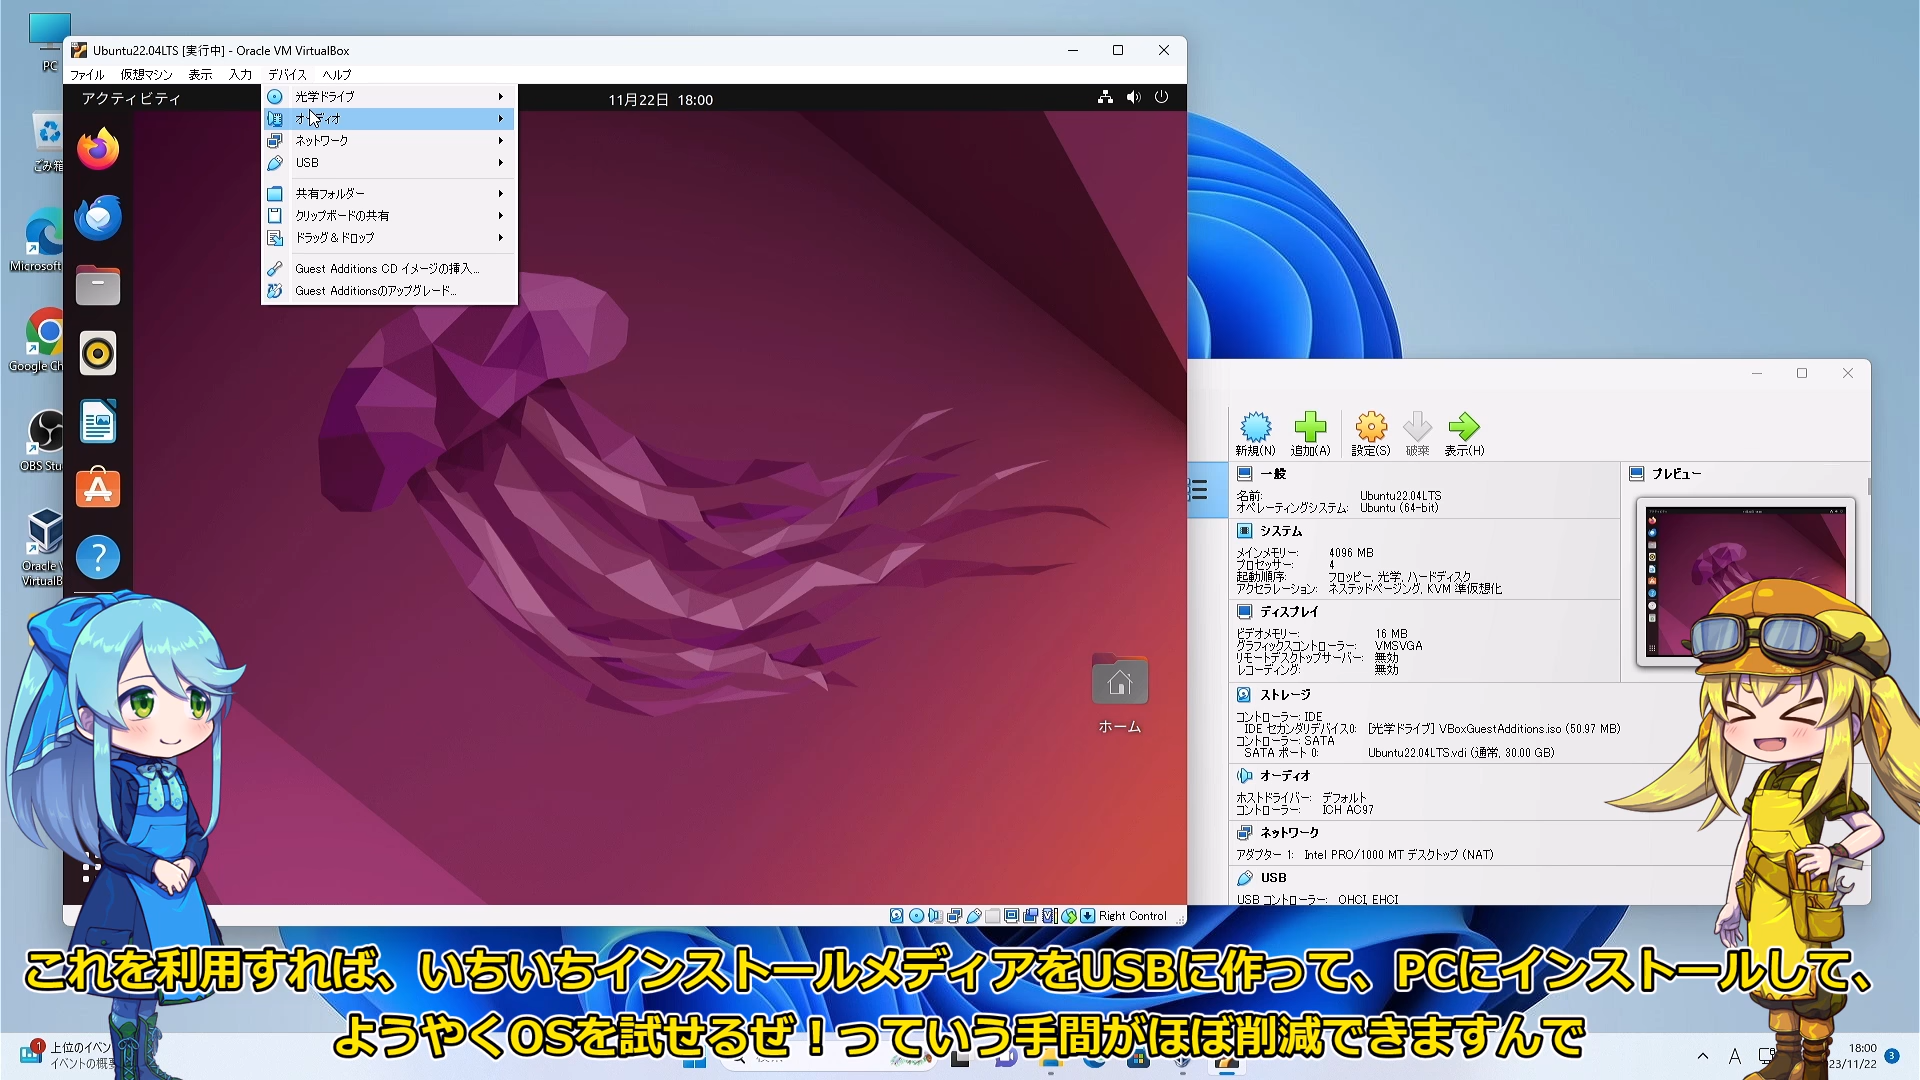 PC
ごみ箱
Microsoft
Google Ch
OBS Stu
Oracle V
VirtualB
Ubuntu22.04LTS [実行中] - Oracle VM VirtualBox
ファイル 仮想マシン 表示 入力 デバイス ヘルプ
アクティビティ
11月22日 18:00
光学ドライブ
オーディオ
ネットワーク
USB
共有フォルダー
クリップボードの共有
ドラッグ＆ドロップ
Guest Additions CD イメージの挿入...
Guest Additionsのアップグレード...
ホーム
Right Control
新規(N) 追加(A) 設定(S) 破棄 表示(H)
一般
名前: Ubuntu22.04LTS
オペレーティングシステム: Ubuntu (64-bit)
システム
メインメモリー: 4096 MB
プロセッサー: 4
起動順序: フロッピー, 光学, ハードディスク
アクセラレーション: ネステッドページング, KVM 準仮想化
ディスプレイ
ビデオメモリー: 16 MB
グラフィックスコントローラー: VMSVGA
リモートデスクトップサーバー: 無効
レコーディング: 無効
ストレージ
コントローラー: IDE
IDE セカンダリデバイス0: [光学ドライブ] VBoxGuestAdditions.iso (50.97 MB)
コントローラー: SATA
SATA ポート 0: Ubuntu22.04LTS.vdi (通常, 30.00 GB)
オーディオ
ホストドライバー: デフォルト
コントローラー: ICH AC97
ネットワーク
アダプター 1: Intel PRO/1000 MT デスクトップ (NAT)
USB
USB コントローラー: OHCI, EHCI
プレビュー
これを利用すれば、いちいちインストールメディアをUSBに作って、PCにインストールして、
ようやくOSを試せるぜ！っていう手間がほぼ削減できますんで
1
上位のイベン
イベントの概要
A
18:00
23/11/22
3